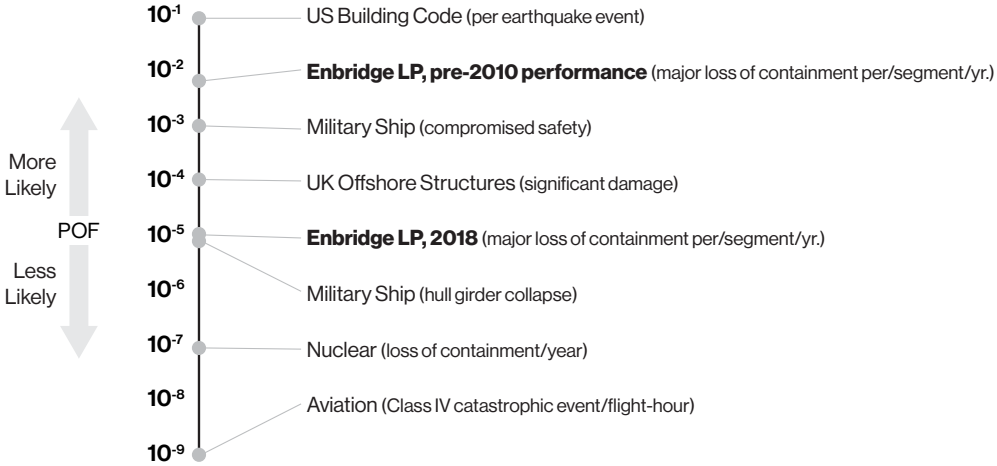 10⁻¹ US Building Code (per earthquake event)
10⁻² Enbridge LP, pre-2010 performance (major loss of containment per/segment/yr.)
10⁻³ Military Ship (compromised safety)
More
Likely
10⁻⁴ UK Offshore Structures (significant damage)
POF
10⁻⁵ Enbridge LP, 2018 (major loss of containment per/segment/yr.)
Less
Likely
10⁻⁶ Military Ship (hull girder collapse)
10⁻⁷ Nuclear (loss of containment/year)
10⁻⁸ Aviation (Class IV catastrophic event/flight-hour)
10⁻⁹